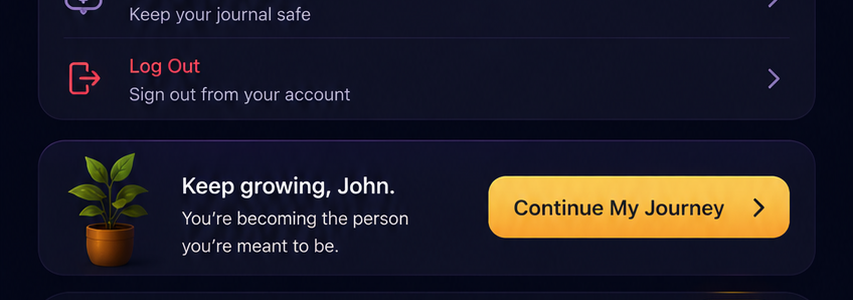 Keep your journal safe
Log Out
Sign out from your account
Keep growing, John.
You’re becoming the person
you’re meant to be.
Continue My Journey